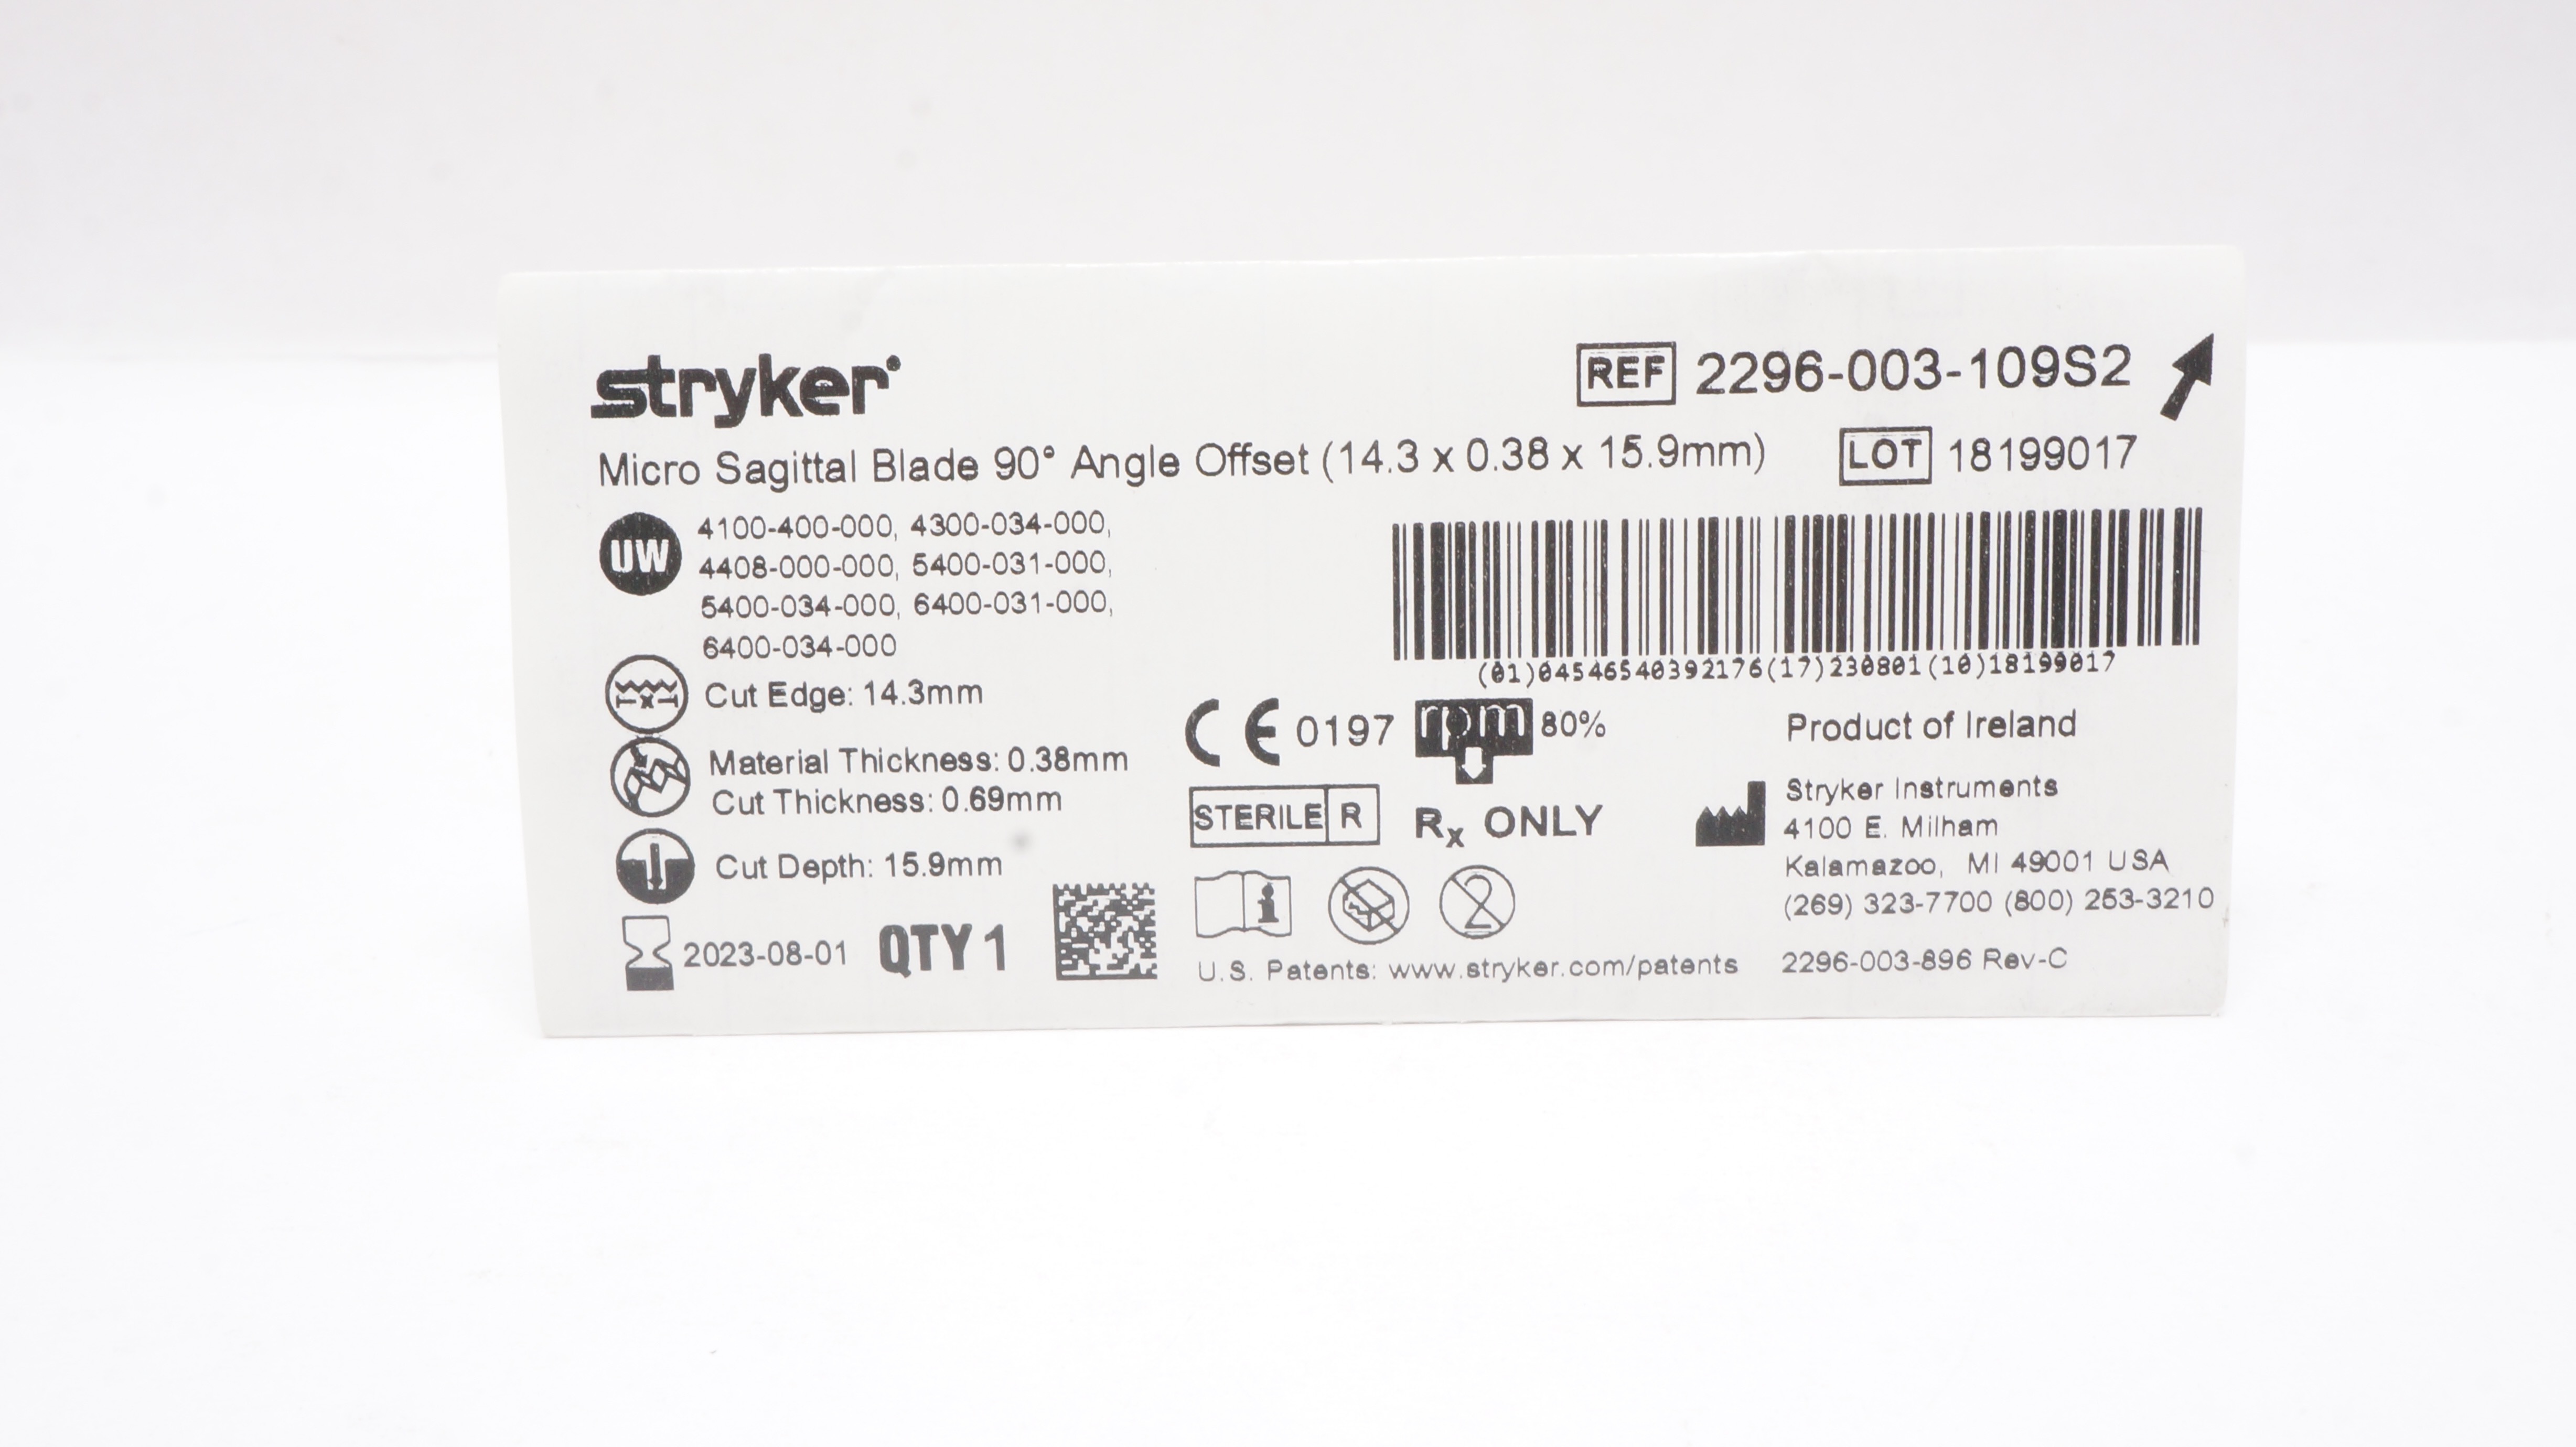 stryker
REF 2296-003-109S2
Micro Sagittal Blade 90° Angle Offset (14.3 x 0.38 x 15.9mm)
LOT 18199017
UW 4100-400-000, 4300-034-000,
4408-000-000, 5400-031-000,
5400-034-000, 6400-031-000,
6400-034-000
(01)04546540392176(17)230801(10)18199017
Cut Edge: 14.3mm
Material Thickness: 0.38mm
Cut Thickness: 0.69mm
Cut Depth: 15.9mm
2023-08-01 QTY 1
CE 0197 rpm 80%
STERILE R Rx ONLY
i 2
U.S. Patents: www.stryker.com/patents
Product of Ireland
Stryker Instruments
4100 E. Milham
Kalamazoo, MI 49001 USA
(269) 323-7700 (800) 253-3210
2296-003-896 Rev-C